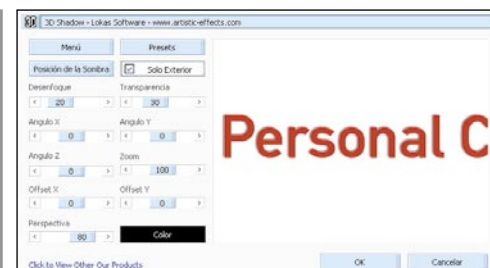 3D Shadow - Lokas Software - www.artistic-effects.com
Menú Presets
Posición de la Sombra Solo Exterior
Desenfoque Transparencia
20 30
Angulo X Angulo Y
0 0
Angulo Z Zoom
0 100
Offset X Offset Y
0 0
Perspectiva
80 Color
Click to View Other Our Products OK Cancelar
Personal C